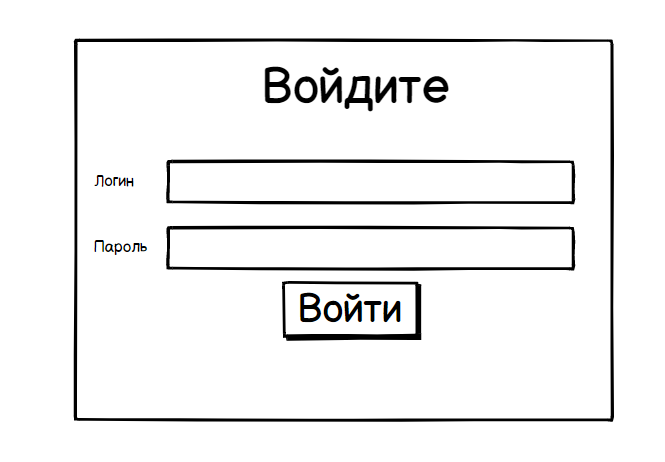 Войдите
Логин
Пароль
Войти